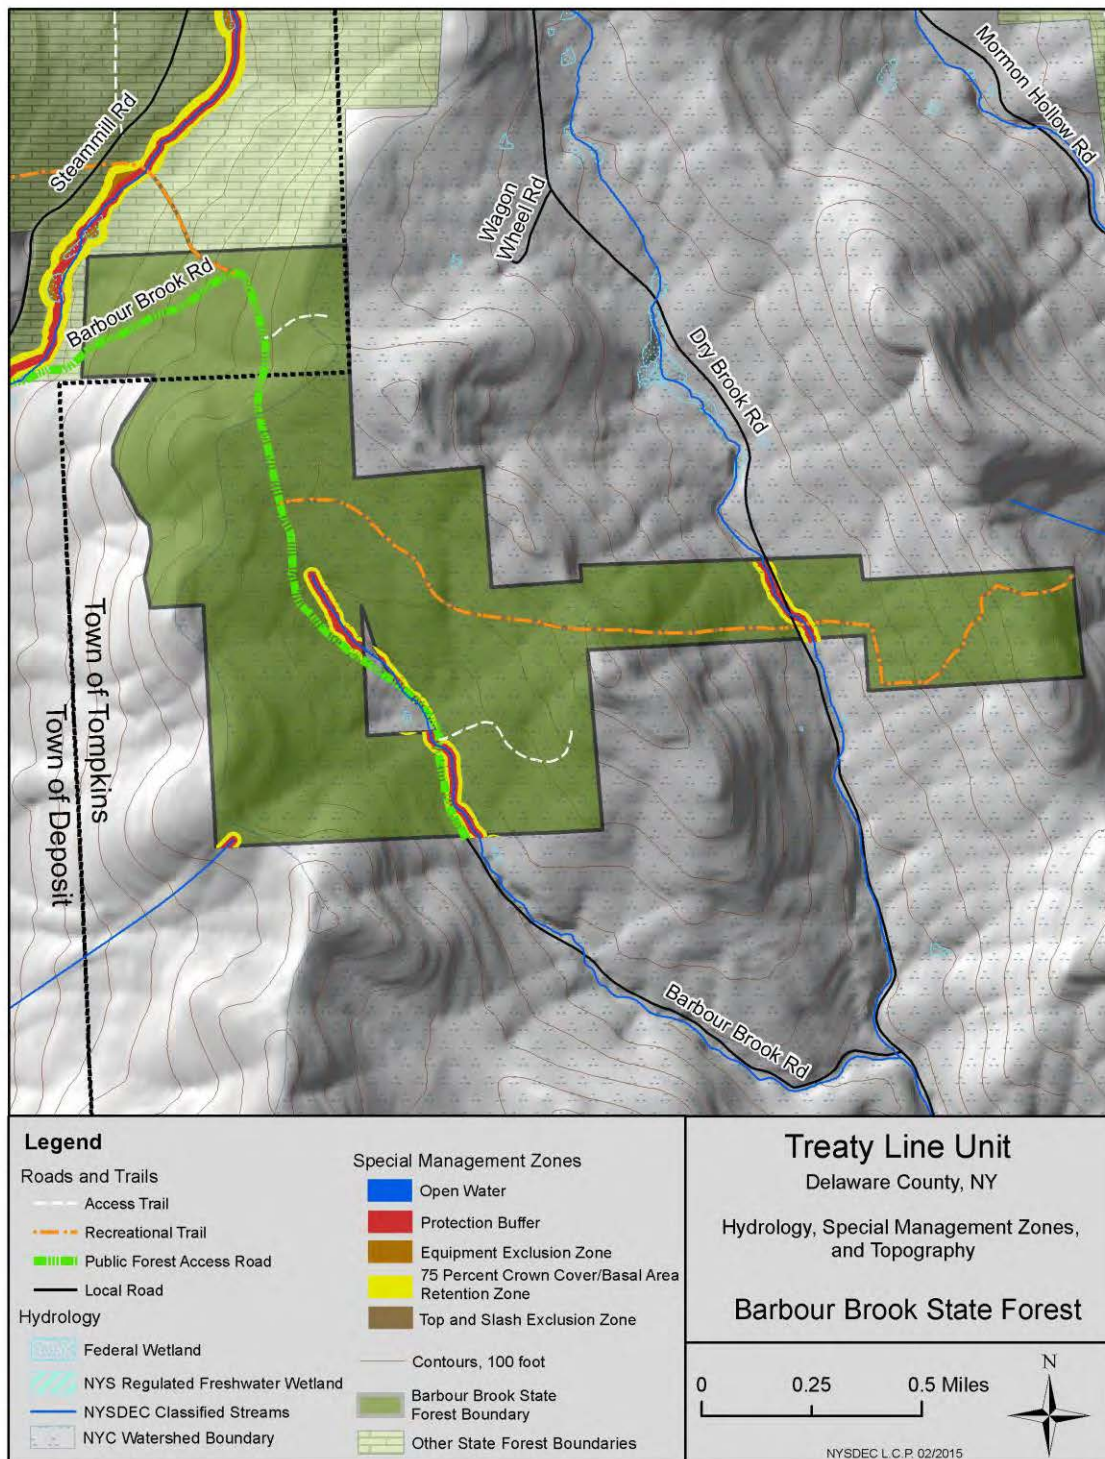 Steammill Rd
Mormon Hollow Rd
Wagon
Wheel Rd
Barbour Brook Rd
Dry Brook Rd
Town of Tompkins
Town of Deposit
Barbour Brook Rd
Legend
Roads and Trails
Access Trail
Recreational Trail
Public Forest Access Road
Local Road
Hydrology
Federal Wetland
NYS Regulated Freshwater Wetland
NYSDEC Classified Streams
NYC Watershed Boundary
Special Management Zones
Open Water
Protection Buffer
Equipment Exclusion Zone
75 Percent Crown Cover/Basal Area
Retention Zone
Top and Slash Exclusion Zone
Contours, 100 foot
Barbour Brook State
Forest Boundary
Other State Forest Boundaries
Treaty Line Unit
Delaware County, NY
Hydrology, Special Management Zones,
and Topography
Barbour Brook State Forest
0 0.25 0.5 Miles
N
NYSDEC L.C.P. 02/2015